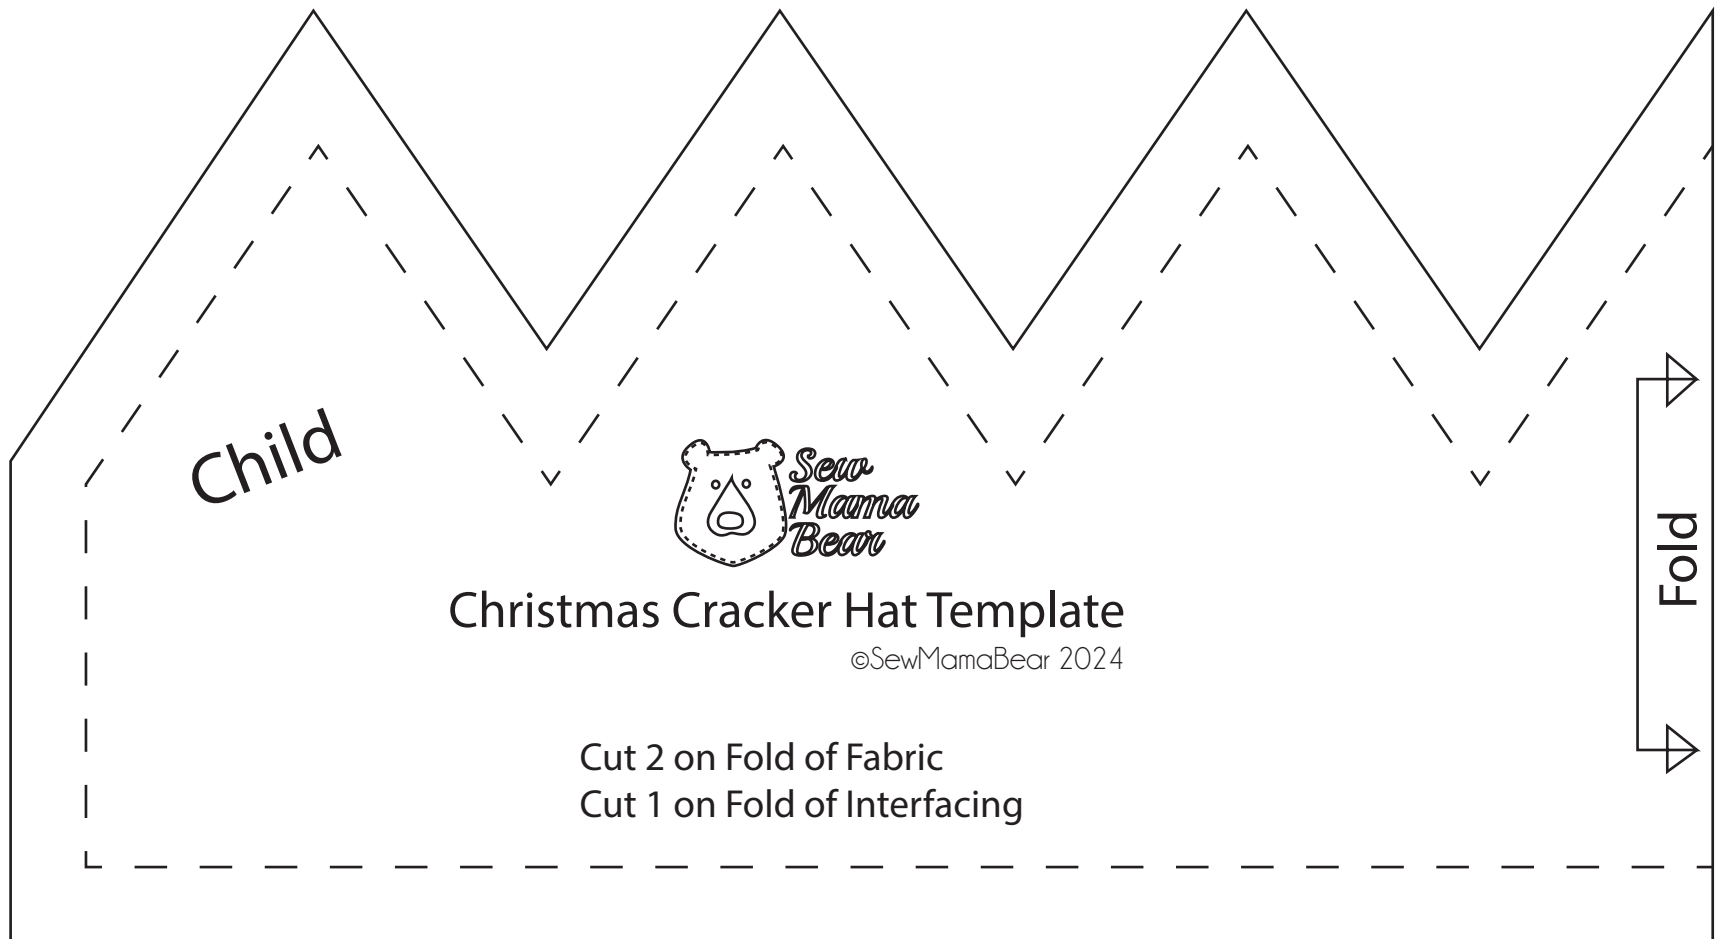 Child
Sew
Mama
Bear
Fold
Christmas Cracker Hat Template
©SewMamaBear 2024
Cut 2 on Fold of Fabric
Cut 1 on Fold of Interfacing